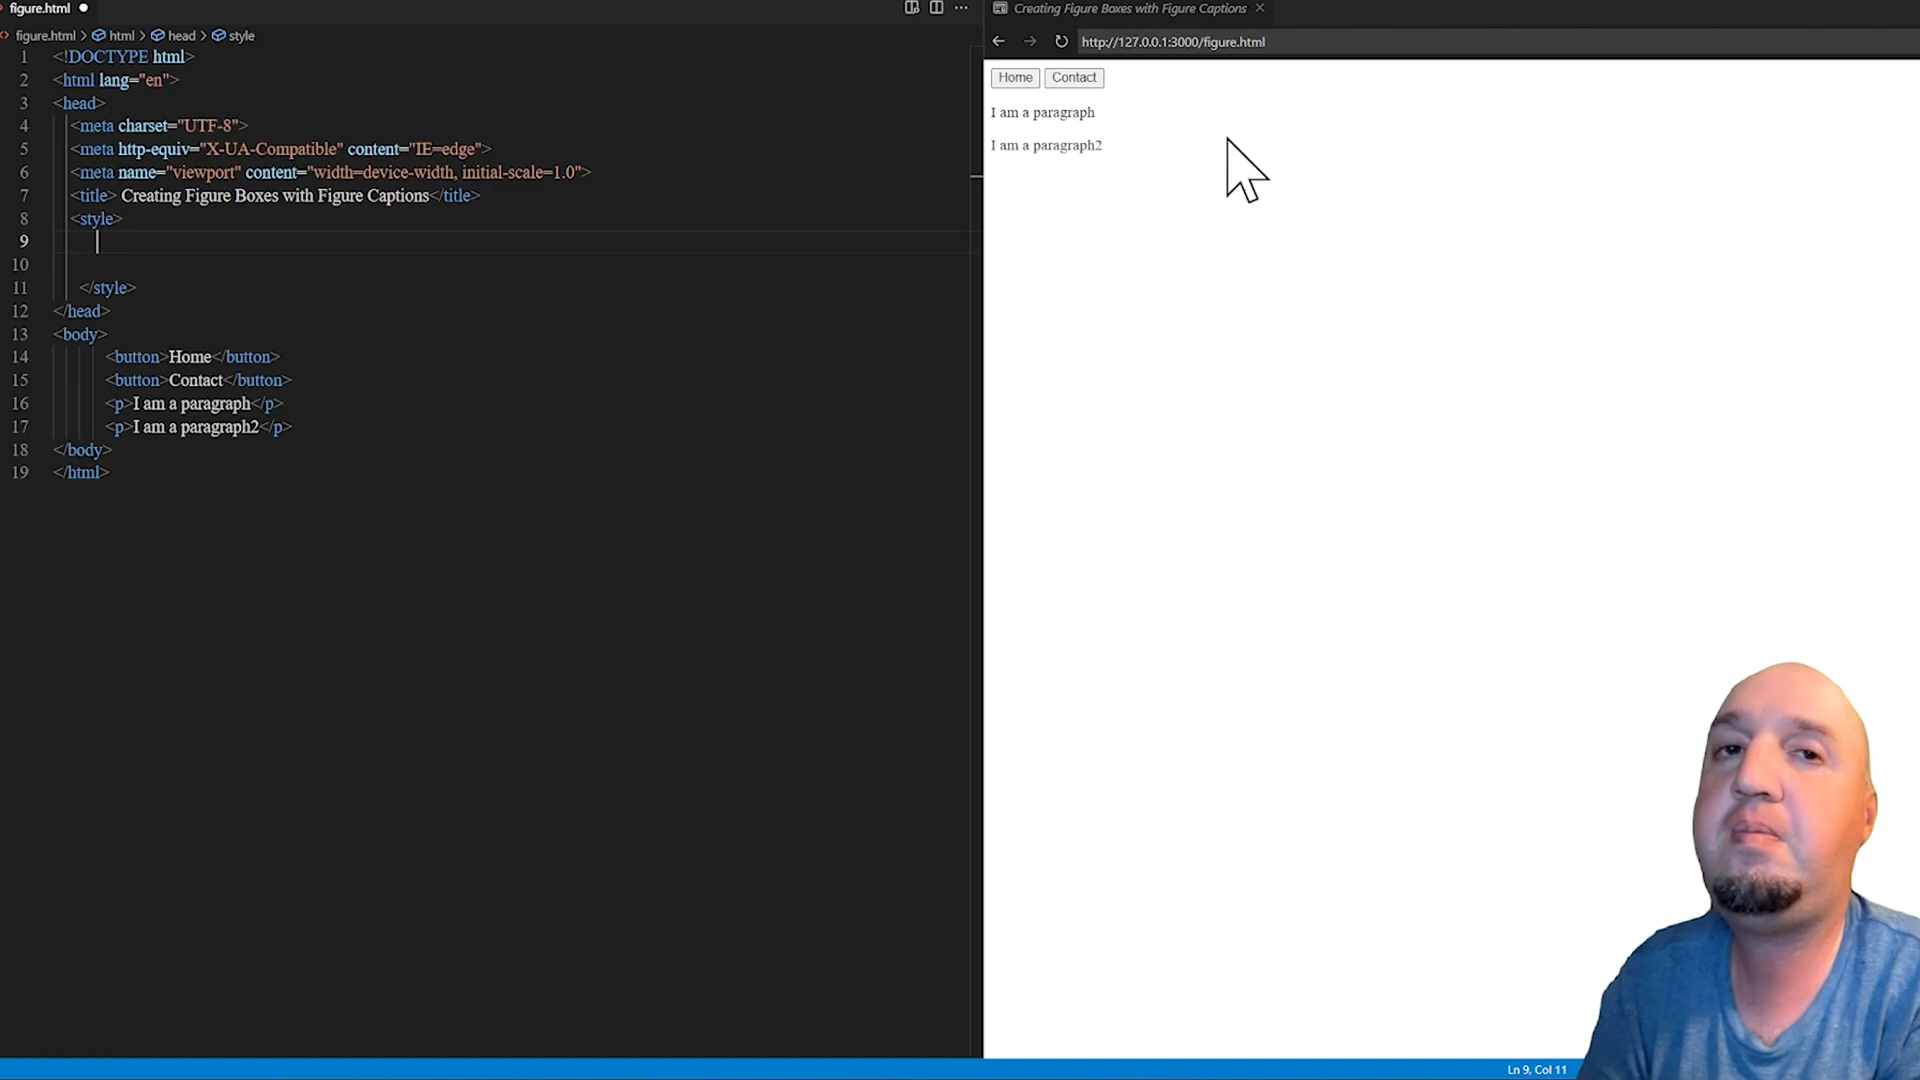 figure.html
Creating Figure Boxes with Figure Captions
figure.html > html > head > style
http://127.0.0.1:3000/figure.html
1 <!DOCTYPE html>
2 <html lang="en">
3 <head>
4 <meta charset="UTF-8">
5 <meta http-equiv="X-UA-Compatible" content="IE=edge">
6 <meta name="viewport" content="width=device-width, initial-scale=1.0">
7 <title> Creating Figure Boxes with Figure Captions</title>
8 <style>
9
10
11 </style>
12 </head>
13 <body>
14 <button>Home</button>
15 <button>Contact</button>
16 <p>I am a paragraph</p>
17 <p>I am a paragraph2</p>
18 </body>
19 </html>
Home Contact
I am a paragraph
I am a paragraph2
Ln 9, Col 11